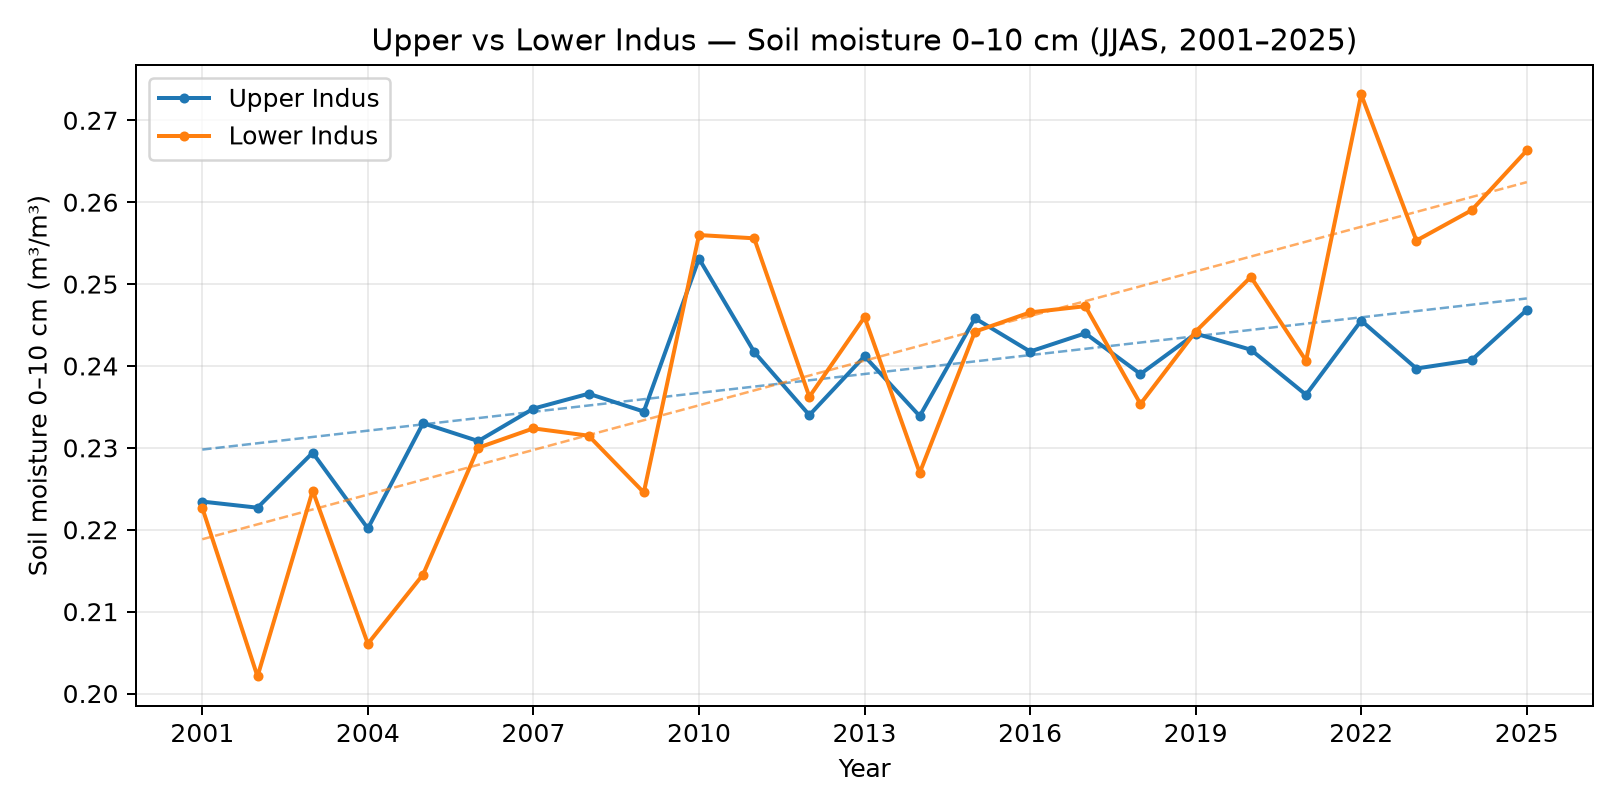 Upper vs Lower Indus — Soil moisture 0–10 cm (JJAS, 2001–2025)
Upper Indus
Lower Indus
Soil moisture 0–10 cm (m³/m³)
0.27
0.26
0.25
0.24
0.23
0.22
0.21
0.20
2001 2004 2007 2010 2013 2016 2019 2022 2025
Year